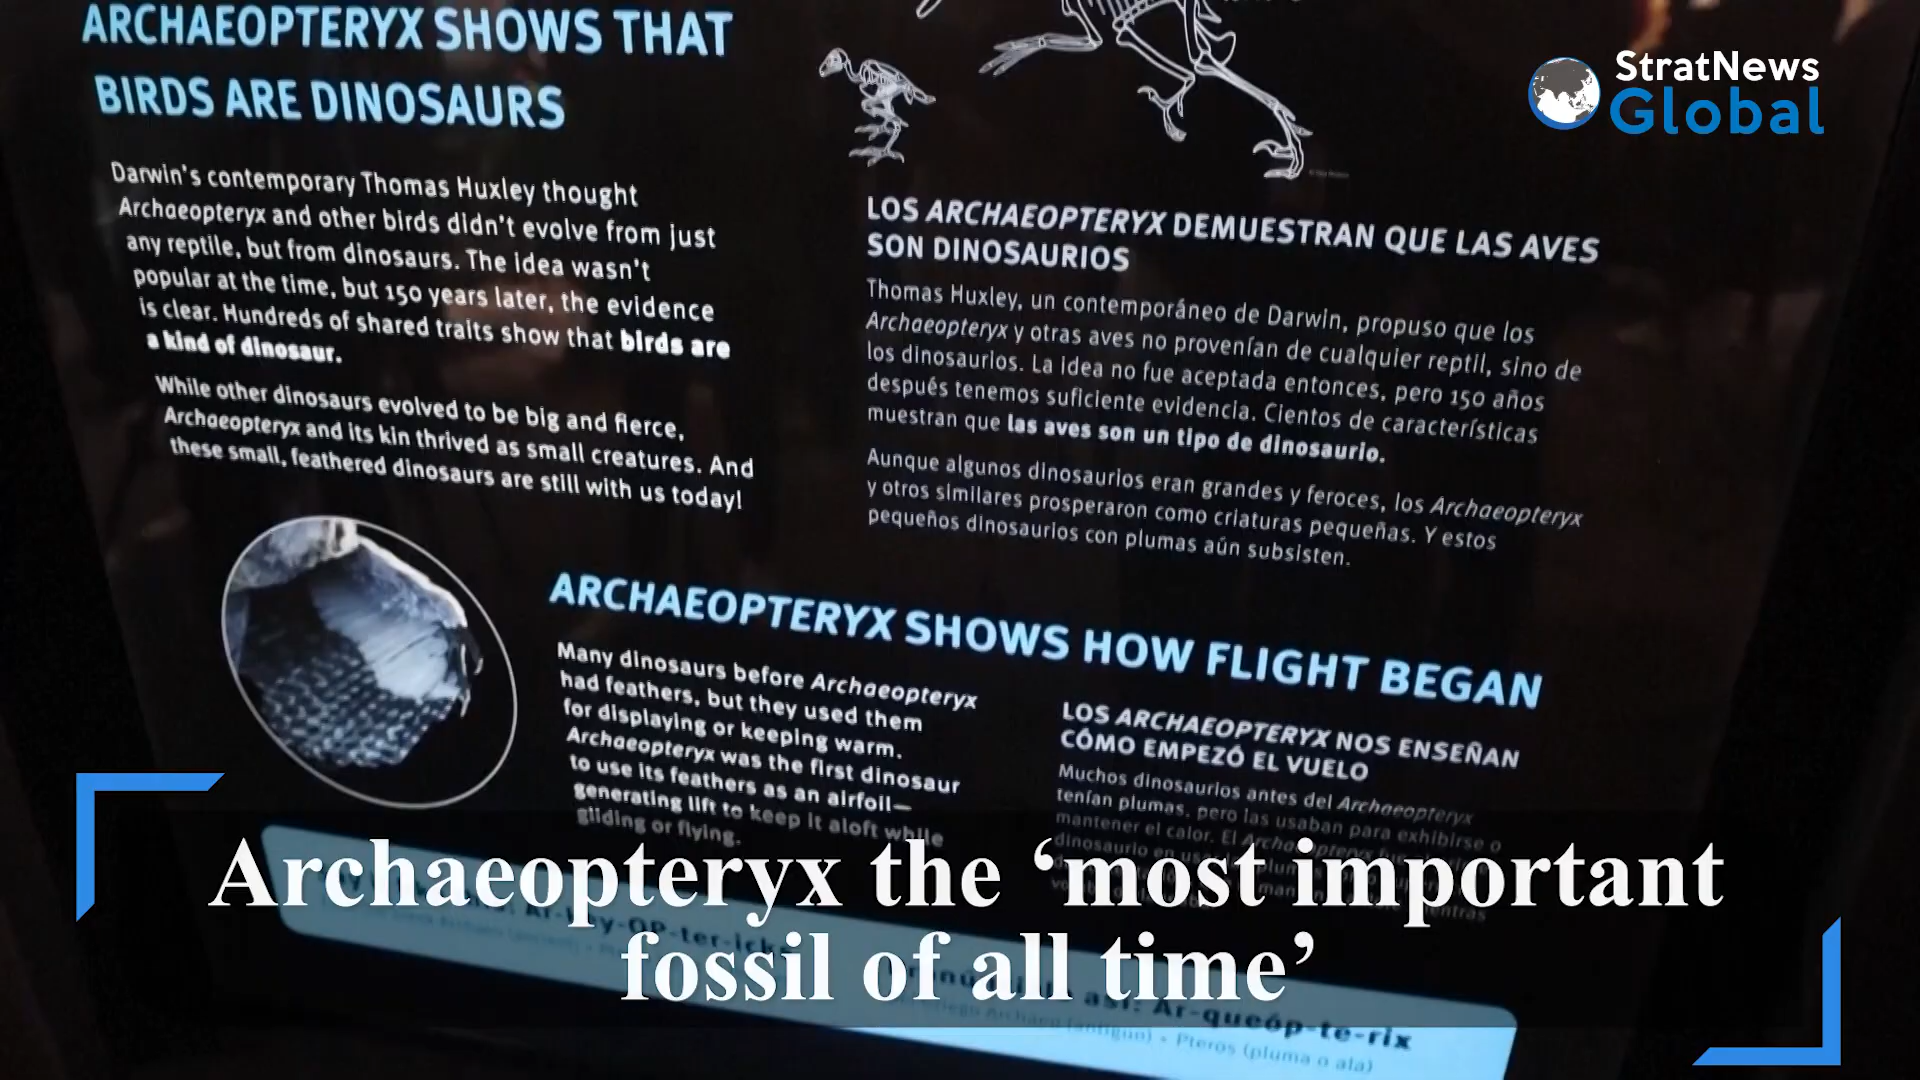 ARCHAEOPTERYX SHOWS THAT
BIRDS ARE DINOSAURS
Darwin's contemporary Thomas Huxley thought
Archaeopteryx and other birds didn't evolve from just
any reptile, but from dinosaurs. The idea wasn't
popular at the time, but 150 years later, the evidence
is clear. Hundreds of shared traits show that birds are
a kind of dinosaur.
While other dinosaurs evolved to be big and fierce,
Archaeopteryx and its kin thrived as small creatures. And
these small, feathered dinosaurs are still with us today!
StratNews
Global
LOS ARCHAEOPTERYX DEMUESTRAN QUE LAS AVES
SON DINOSAURIOS
Thomas Huxley, un contemporáneo de Darwin, propuso que los
Archaeopteryx y otras aves no provenían de cualquier reptil, sino de
los dinosaurios. La idea no fue aceptada entonces, pero 150 años
después tenemos suficiente evidencia. Cientos de características
muestran que las aves son un tipo de dinosaurio.
Aunque algunos dinosaurios eran grandes y feroces, los Archaeopteryx
y otros similares prosperaron como criaturas pequeñas. Y estos
pequeños dinosaurios con plumas aún subsisten.
ARCHAEOPTERYX SHOWS HOW FLIGHT BEGAN
Many dinosaurs before Archaeopteryx
had feathers, but they used them
for displaying or keeping warm.
Archaeopteryx was the first dinosaur
to use its feathers as an airfoil—
generating lift to keep it aloft while
gliding or flying.
LOS ARCHAEOPTERYX NOS ENSEÑAN
CÓMO EMPEZÓ EL VUELO
Muchos dinosaurios antes del Archaeopteryx
tenían plumas, pero las usaban para exhibirse o
mantener el calor. El
dinosaurio en
Archaeopteryx the ‘most important
fossil of all time’
Ar-key-OP-ter-icks
así: Ar-queóp-te-rix
(antiguo) • Pteros (pluma o ala)